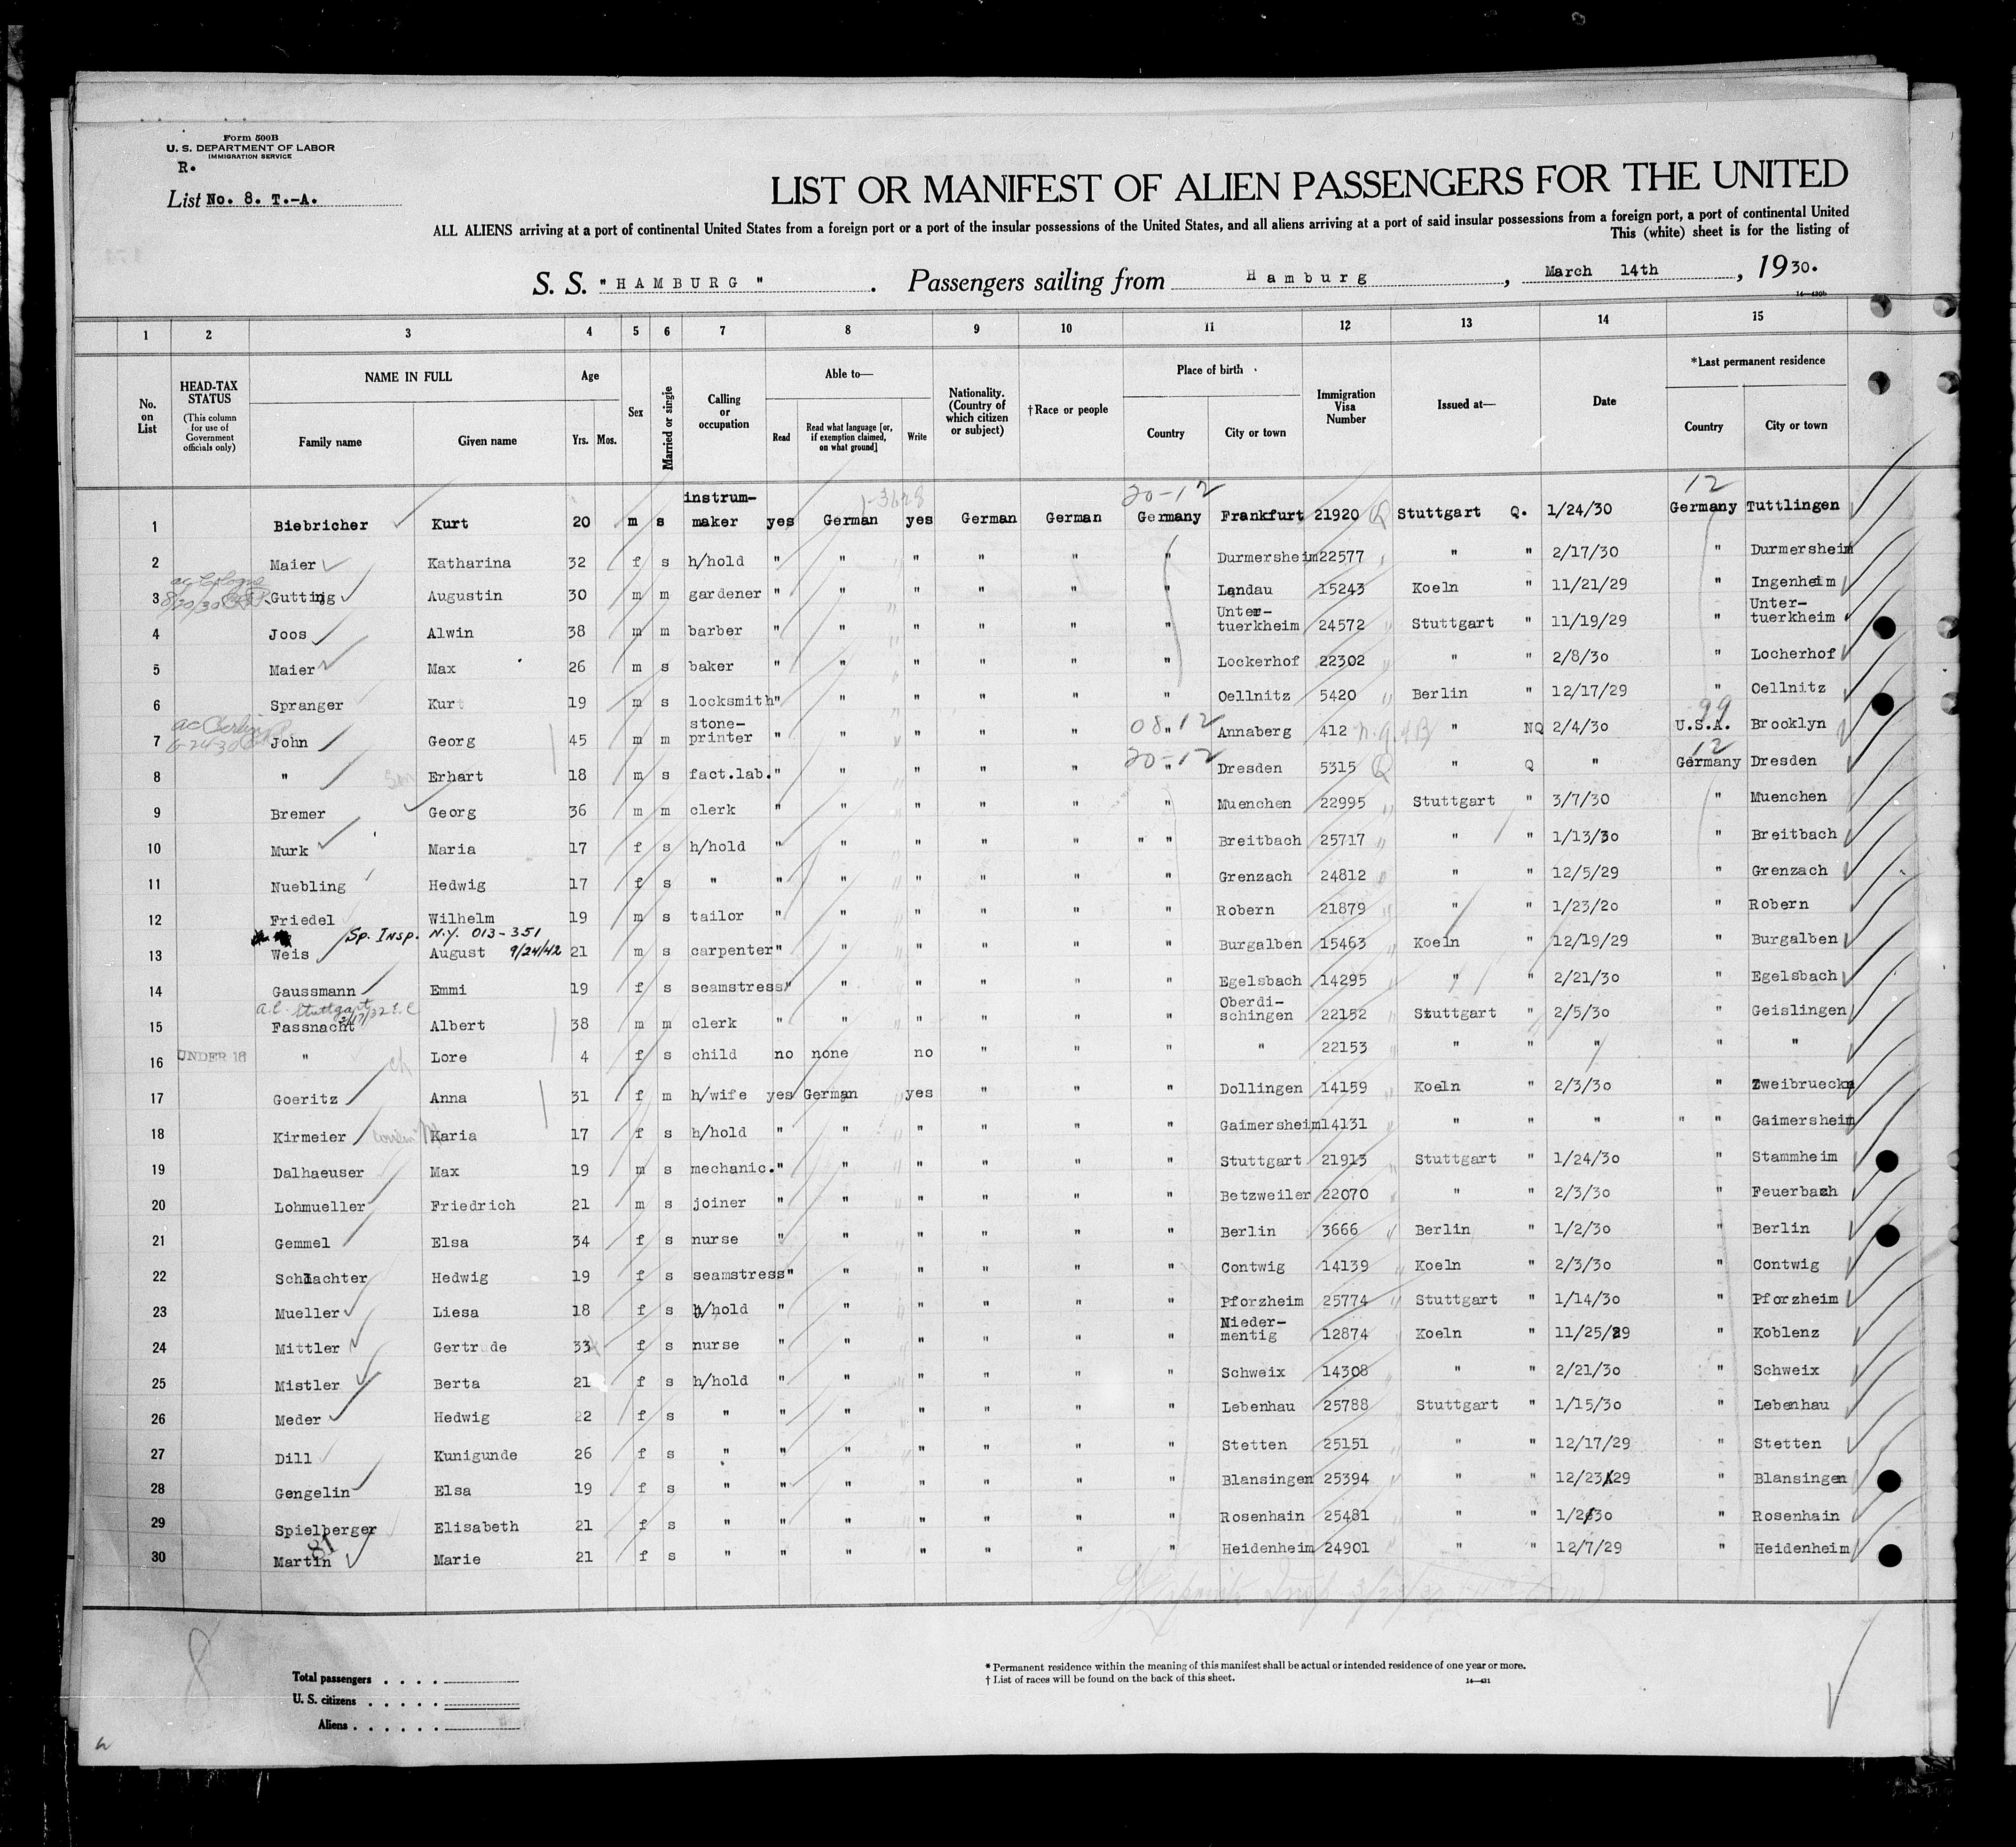 Form 500B
U. S. DEPARTMENT OF LABOR
IMMIGRATION SERVICE
R.
List No. 8. T.-A.
LIST OR MANIFEST OF ALIEN PASSENGERS FOR THE UNITED
ALL ALIENS arriving at a port of continental United States from a foreign port or a port of the insular possessions of the United States, and all aliens arriving at a port of said insular possessions from a foreign port, a port of continental United
This (white) sheet is for the listing of
S. S. "HAMBURG" . Passengers sailing from Hamburg , March 14th , 1930.
14—430b
1 2 3 4 5 6 7 8 9 10 11 12 13 14 15
No. on List
HEAD-TAX STATUS (This column for use of Government officials only)
NAME IN FULL Family name Given name
Age Yrs. Mos.
Sex
Married or single
Calling or occupation
Able to— Read Read what language [or, if exemption claimed, on what ground] Write
Nationality. (Country of which citizen or subject)
†Race or people
Place of birth Country City or town
Immigration Visa Number
Issued at—
Date
*Last permanent residence Country City or town
20-12 12
1 Biebricher Kurt 20 m s instrum-maker yes German yes German German Germany Frankfurt 21920 Q Stuttgart Q. 1/24/30 Germany Tuttlingen
2 Maier Katharina 32 f s h/hold " " " " " " Durmersheim 22577 " " 2/17/30 " Durmersheim
3 Gutting Augustin 30 m m gardener " " " " " " Landau 15243 Koeln " 11/21/29 " Ingenheim
4 Joos Alwin 38 m m barber " " " " " " Unter-tuerkheim 24572 Stuttgart " 11/19/29 " Unter-tuerkheim
5 Maier Max 26 m s baker " " " " " " Lockerhof 22302 " " 2/8/30 " Locherhof
6 Spranger Kurt 19 m s locksmith " " " " " " Oellnitz 5420 Berlin " 12/17/29 " Oellnitz
ac Berlin 08.12 99
7 John Georg 45 m m stone-printer " " " " " " Annaberg 412 " NQ 2/4/30 U.S.A. Brooklyn
20-12 12
8 " Erhart 18 m s fact.lab. " " " " " " Dresden 5315 Q " Q " Germany Dresden
9 Bremer Georg 36 m m clerk " " " " " " Muenchen 22995 Stuttgart " 3/7/30 " Muenchen
10 Murk Maria 17 f s h/hold " " " " " " " Breitbach 25717 " " 1/13/30 " Breitbach
11 Nuebling Hedwig 17 f s " " " " " " " Grenzach 24812 " " 12/5/29 " Grenzach
12 Friedel Wilhelm 19 m s tailor " " " " " " Robern 21879 " " 1/23/20 " Robern
Sp. Insp. N.Y. 013-351
13 Weis August 9/24/42 21 m s carpenter " " " " " " Burgalben 15463 Koeln " 12/19/29 " Burgalben
14 Gaussmann Emmi 19 f s seamstress " " " " " " Egelsbach 14295 " " 2/21/30 " Egelsbach
a.c. Stuttgart
15 Fassnacht Albert 38 m m clerk " " " " " " Oberdi-schingen 22152 Stuttgart " 2/5/30 " Geislingen
16 UNDER 16 " ch Lore 4 f s child no none no " " " " 22153 " " " " "
17 Goeritz Anna 31 f m h/wife yes German yes " " " Dollingen 14159 Koeln " 2/3/30 " Zweibruecken
18 Kirmeier Karia 17 f s h/hold " " " " " " Gaimersheim 14131 " " " " " Gaimersheim
19 Dalhaeuser Max 19 m s mechanic. " " " " " " Stuttgart 21913 Stuttgart " 1/24/30 " Stammheim
20 Lohmueller Friedrich 21 m s joiner " " " " " " Betzweiler 22070 " " 2/3/30 " Feuerbach
21 Gemmel Elsa 34 f s nurse " " " " " " Berlin 3666 Berlin " 1/2/30 " Berlin
22 Schlachter Hedwig 19 f s seamstress " " " " " " Contwig 14139 Koeln " 2/3/30 " Contwig
23 Mueller Liesa 18 f s h/hold " " " " " " Pforzheim 25774 Stuttgart " 1/14/30 " Pforzheim
24 Mittler Gertrude 33 f s nurse " " " " " " Nieder-mentig 12874 Koeln " 11/25/29 " Koblenz
25 Mistler Berta 21 f s h/hold " " " " " " Schweix 14308 " " 2/21/30 " Schweix
26 Meder Hedwig 22 f s " " " " " " " Lebenhau 25788 Stuttgart " 1/15/30 " Lebenhau
27 Dill Kunigunde 26 f s " " " " " " " Stetten 25151 " " 12/17/29 " Stetten
28 Gengelin Elsa 19 f s " " " " " " " Blansingen 25394 " " 12/23/29 " Blansingen
29 Spielberger Elisabeth 21 f s " " " " " " " Rosenhain 25481 " " " Rosenhain
81
30 Martin Marie 21 f s " " " " " " " Heidenheim 24901 " " 12/7/29 " Heidenheim
8
Total passengers . . . .
U. S. citizens . . . . .
Aliens . . . . . .
* Permanent residence within the meaning of this manifest shall be actual or intended residence of one year or more.
† List of races will be found on the back of this sheet.
14—431